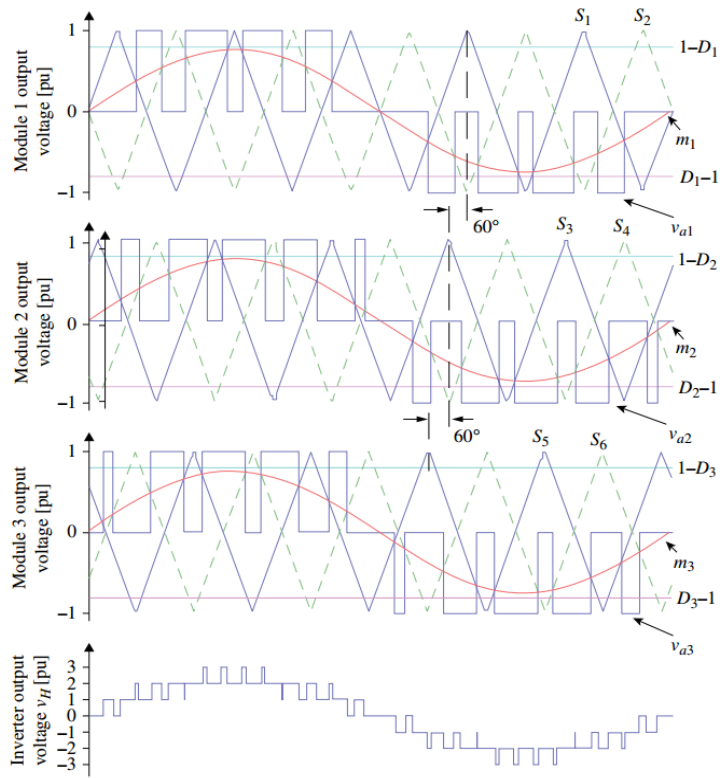 Module 1 output
voltage [pu]
1
0
−1
S1
S2
1−D1
m1
D1−1
va1
60°
Module 2 output
voltage [pu]
1
0
−1
S3
S4
1−D2
m2
D2−1
va2
60°
Module 3 output
voltage [pu]
1
0
−1
S5
S6
1−D3
m3
D3−1
va3
Inverter output
voltage vH [pu]
3
2
1
0
−1
−2
−3